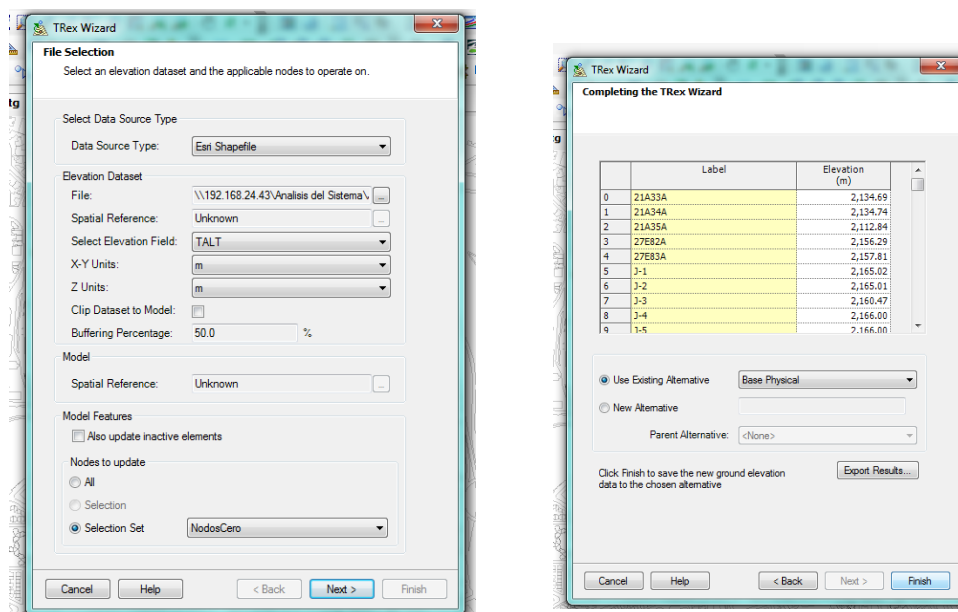 TRex Wizard
File Selection
Select an elevation dataset and the applicable nodes to operate on.
Select Data Source Type
Data Source Type: Esri Shapefile
Elevation Dataset
File: \\192.168.24.43\Analisis del Sistema\ ...
Spatial Reference: Unknown ...
Select Elevation Field: TALT
X-Y Units: m
Z Units: m
Clip Dataset to Model:
Buffering Percentage: 50.0 %
Model
Spatial Reference: Unknown ...
Model Features
Also update inactive elements
Nodes to update
All
Selection
Selection Set NodosCero
Cancel Help < Back Next > Finish
TRex Wizard
Completing the TRex Wizard
Label Elevation
(m)
0 21A33A 2,134.69
1 21A34A 2,134.74
2 21A35A 2,112.84
3 27E82A 2,156.29
4 27E83A 2,157.81
5 J-1 2,165.02
6 J-2 2,165.01
7 J-3 2,160.47
8 J-4 2,166.00
9 J-5 2,166.00
Use Existing Alternative Base Physical
New Alternative
Parent Alternative: <None>
Click Finish to save the new ground elevation
data to the chosen alternative
Export Results...
Cancel Help < Back Next > Finish